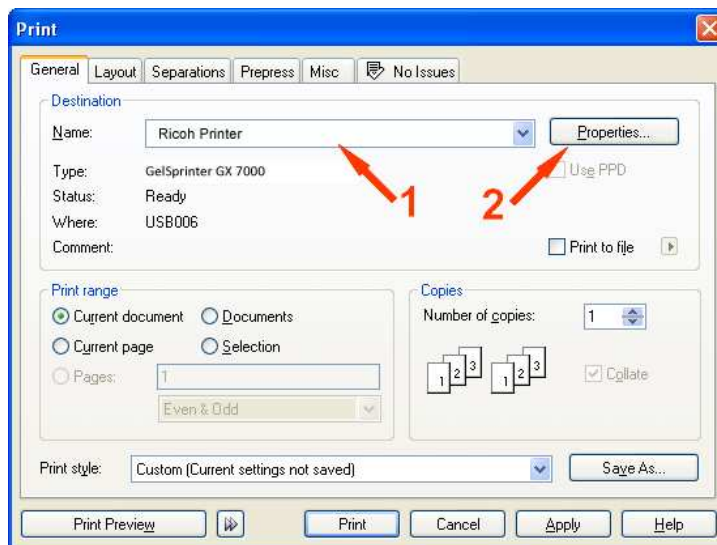 Print
General Layout Separations Prepress Misc No Issues
Destination
Name: Ricoh Printer Properties...
Type: GelSprinter GX 7000 Use PPD
Status: Ready
Where: USB006
Comment: Print to file
1
2
Print range
Current document Documents
Current page Selection
Pages: 1
Even & Odd
Copies
Number of copies: 1
1 2 3 1 2 3 Collate
Print style: Custom (Current settings not saved) Save As...
Print Preview Print Cancel Apply Help